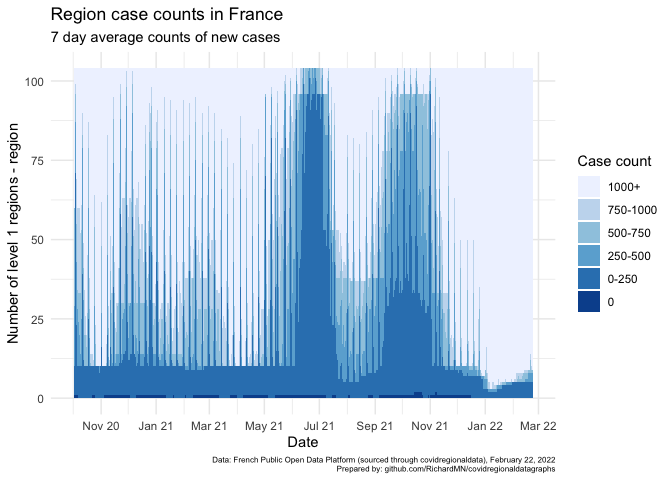 Region case counts in France
7 day average counts of new cases
Number of level 1 regions - region
100
75
50
25
0
Nov 20 Jan 21 Mar 21 May 21 Jul 21 Sep 21 Nov 21 Jan 22 Mar 22
Date
Case count
1000+
750-1000
500-750
250-500
0-250
0
Data: French Public Open Data Platform (sourced through covidregionaldata), February 22, 2022
Prepared by: github.com/RichardMN/covidregionaldatagraphs